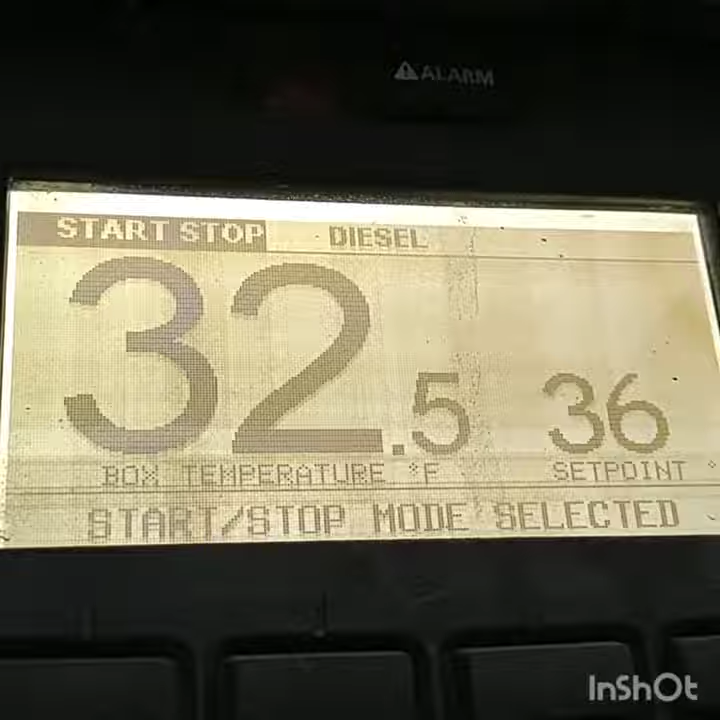 ⚠ALARM
START STOP DIESEL
32.5 36
BOX TEMPERATURE °F SETPOINT °
START/STOP MODE SELECTED
InShOt